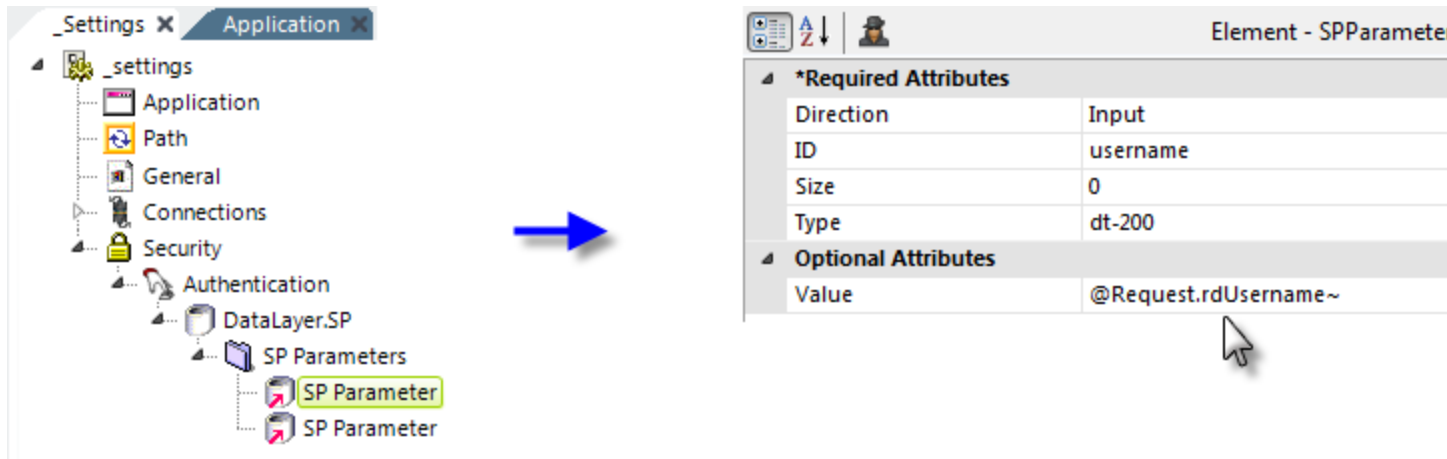 _Settings
Application
_settings
Application
Path
General
Connections
Security
Authentication
DataLayer.SP
SP Parameters
SP Parameter
SP Parameter
Element - SPParameter
*Required Attributes
Direction Input
ID username
Size 0
Type dt-200
Optional Attributes
Value @Request.rdUsername~